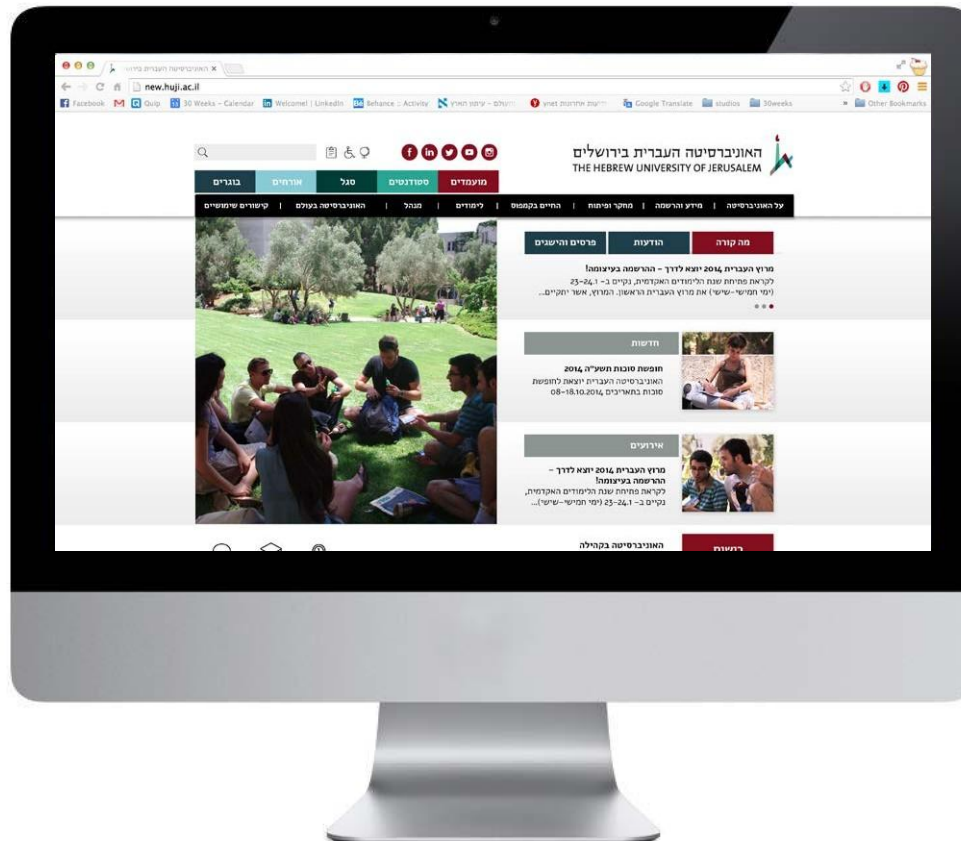 האוניברסיטה העברית בירוש
new.huji.ac.il
Facebook Quip 30 Weeks - Calendar Welcome! | LinkedIn Behance :: Activity ynet Google Translate studios 30weeks » Other Bookmarks
האוניברסיטה העברית בירושלים
THE HEBREW UNIVERSITY OF JERUSALEM
מועמדים סטודנטים סגל אורחים בוגרים
על האוניברסיטה | מידע והרשמה | מחקר ופיתוח | החיים בקמפוס | לימודים | מנהל | האוניברסיטה בעולם | קישורים שימושיים
מה קורה הודעות פרסים והישגים
מרוץ העברית 2014 יוצא לדרך - ההרשמה בעיצומה!
לקראת פתיחת שנת הלימודים האקדמית, נקיים ב- 23-24.1
(ימי חמישי-שישי) את מרוץ העברית הראשון. המרוץ, אשר יתקיים...
חדשות
חופשת סוכות תשע"ה 2014
האוניברסיטה העברית יוצאת לחופשת
סוכות בתאריכים 08-18.10.2014
אירועים
מרוץ העברית 2014 יוצא לדרך -
ההרשמה בעיצומה!
לקראת פתיחת שנת הלימודים האקדמית,
נקיים ב- 23-24.1 (ימי חמישי-שישי)...
האוניברסיטה בקהילה